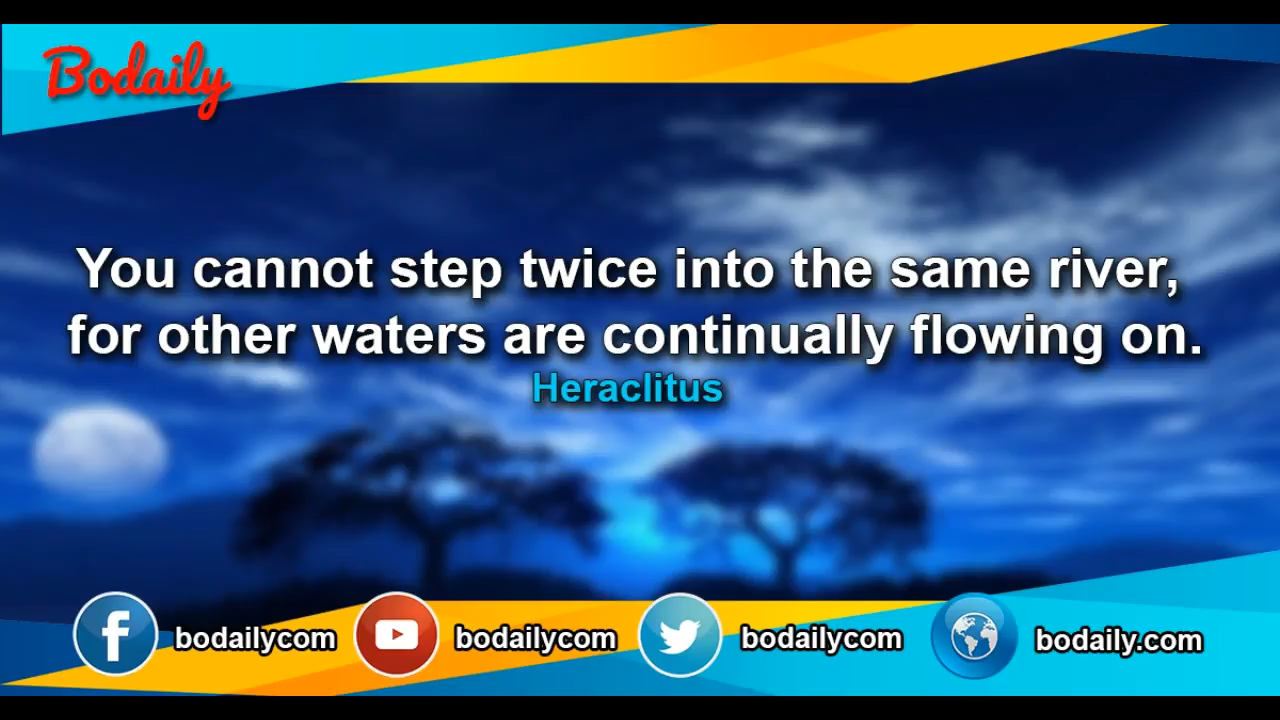 Bodaily
You cannot step twice into the same river,
for other waters are continually flowing on.
Heraclitus
bodailycom
bodailycom
bodailycom
bodaily.com